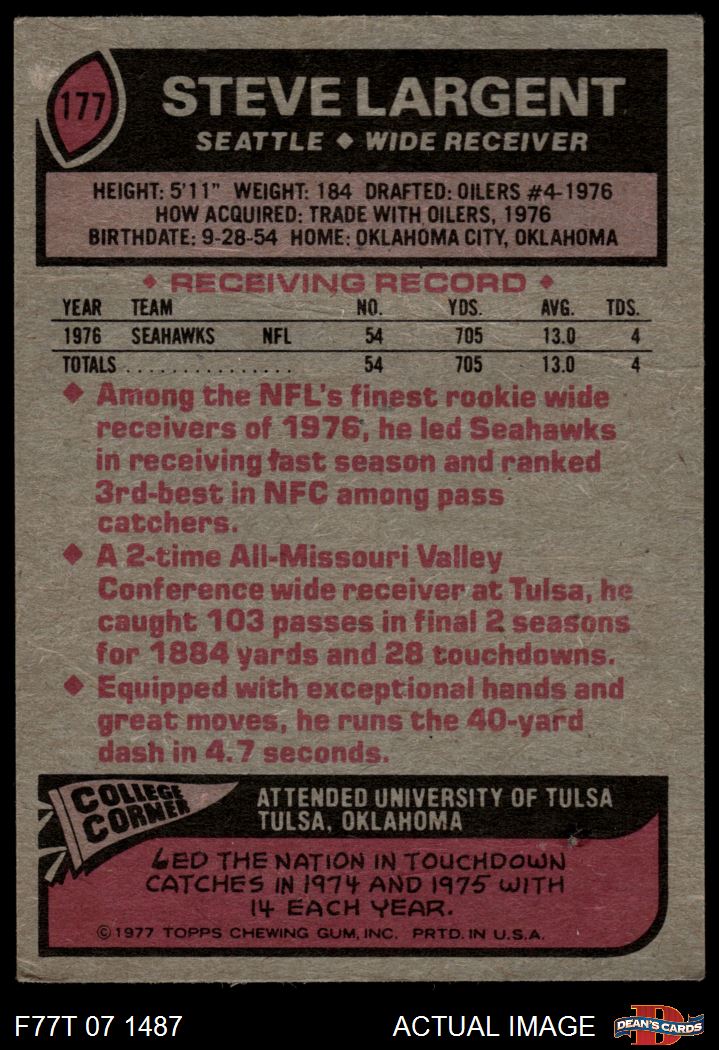 177
STEVE LARGENT
SEATTLE ♦ WIDE RECEIVER
HEIGHT: 5'11" WEIGHT: 184 DRAFTED: OILERS #4-1976
HOW ACQUIRED: TRADE WITH OILERS, 1976
BIRTHDATE: 9-28-54 HOME: OKLAHOMA CITY, OKLAHOMA
♦ RECEIVING RECORD ♦
YEAR TEAM NO. YDS. AVG. TDS.
1976 SEAHAWKS NFL 54 705 13.0 4
TOTALS . . . . . . . . . . . . . . . 54 705 13.0 4
♦ Among the NFL's finest rookie wide
receivers of 1976, he led Seahawks
in receiving last season and ranked
3rd-best in NFC among pass
catchers.
♦ A 2-time All-Missouri Valley
Conference wide receiver at Tulsa, he
caught 103 passes in final 2 seasons
for 1884 yards and 28 touchdowns.
♦ Equipped with exceptional hands and
great moves, he runs the 40-yard
dash in 4.7 seconds.
COLLEGE
CORNER
ATTENDED UNIVERSITY OF TULSA
TULSA, OKLAHOMA
LED THE NATION IN TOUCHDOWN
CATCHES IN 1974 AND 1975 WITH
14 EACH YEAR.
© 1977 TOPPS CHEWING GUM, INC. PRTD. IN U.S.A.
F77T 07 1487 ACTUAL IMAGE
D
DEAN'S CARDS